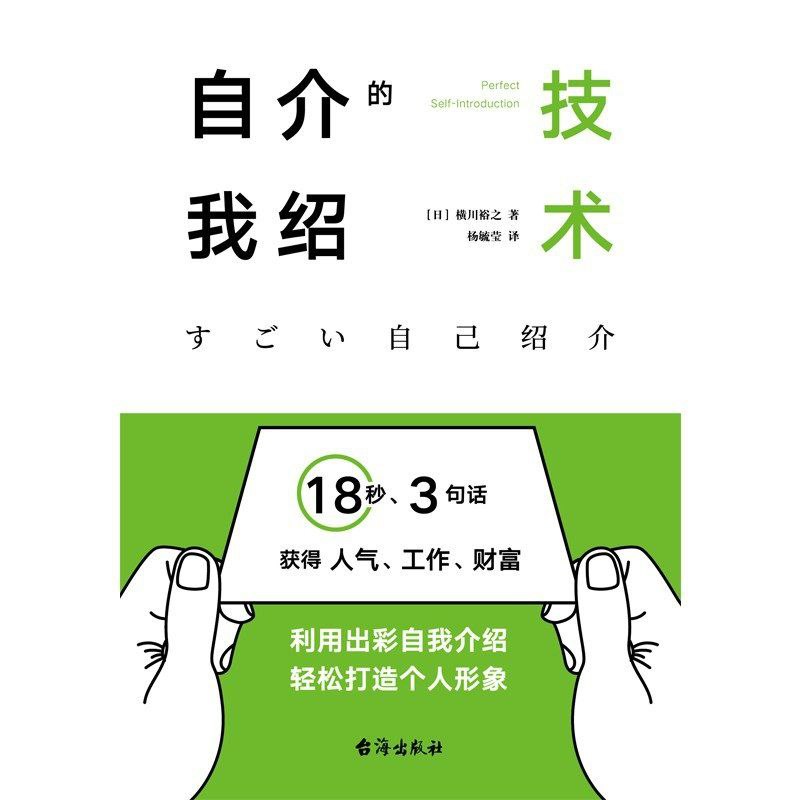 自我介绍的技术
Perfect
Self-Introduction
［日］横川裕之 著
杨毓莹 译
すごい自己绍介
18秒、3句话
获得 人气、工作、财富
利用出彩自我介绍
轻松打造个人形象
台海出版社